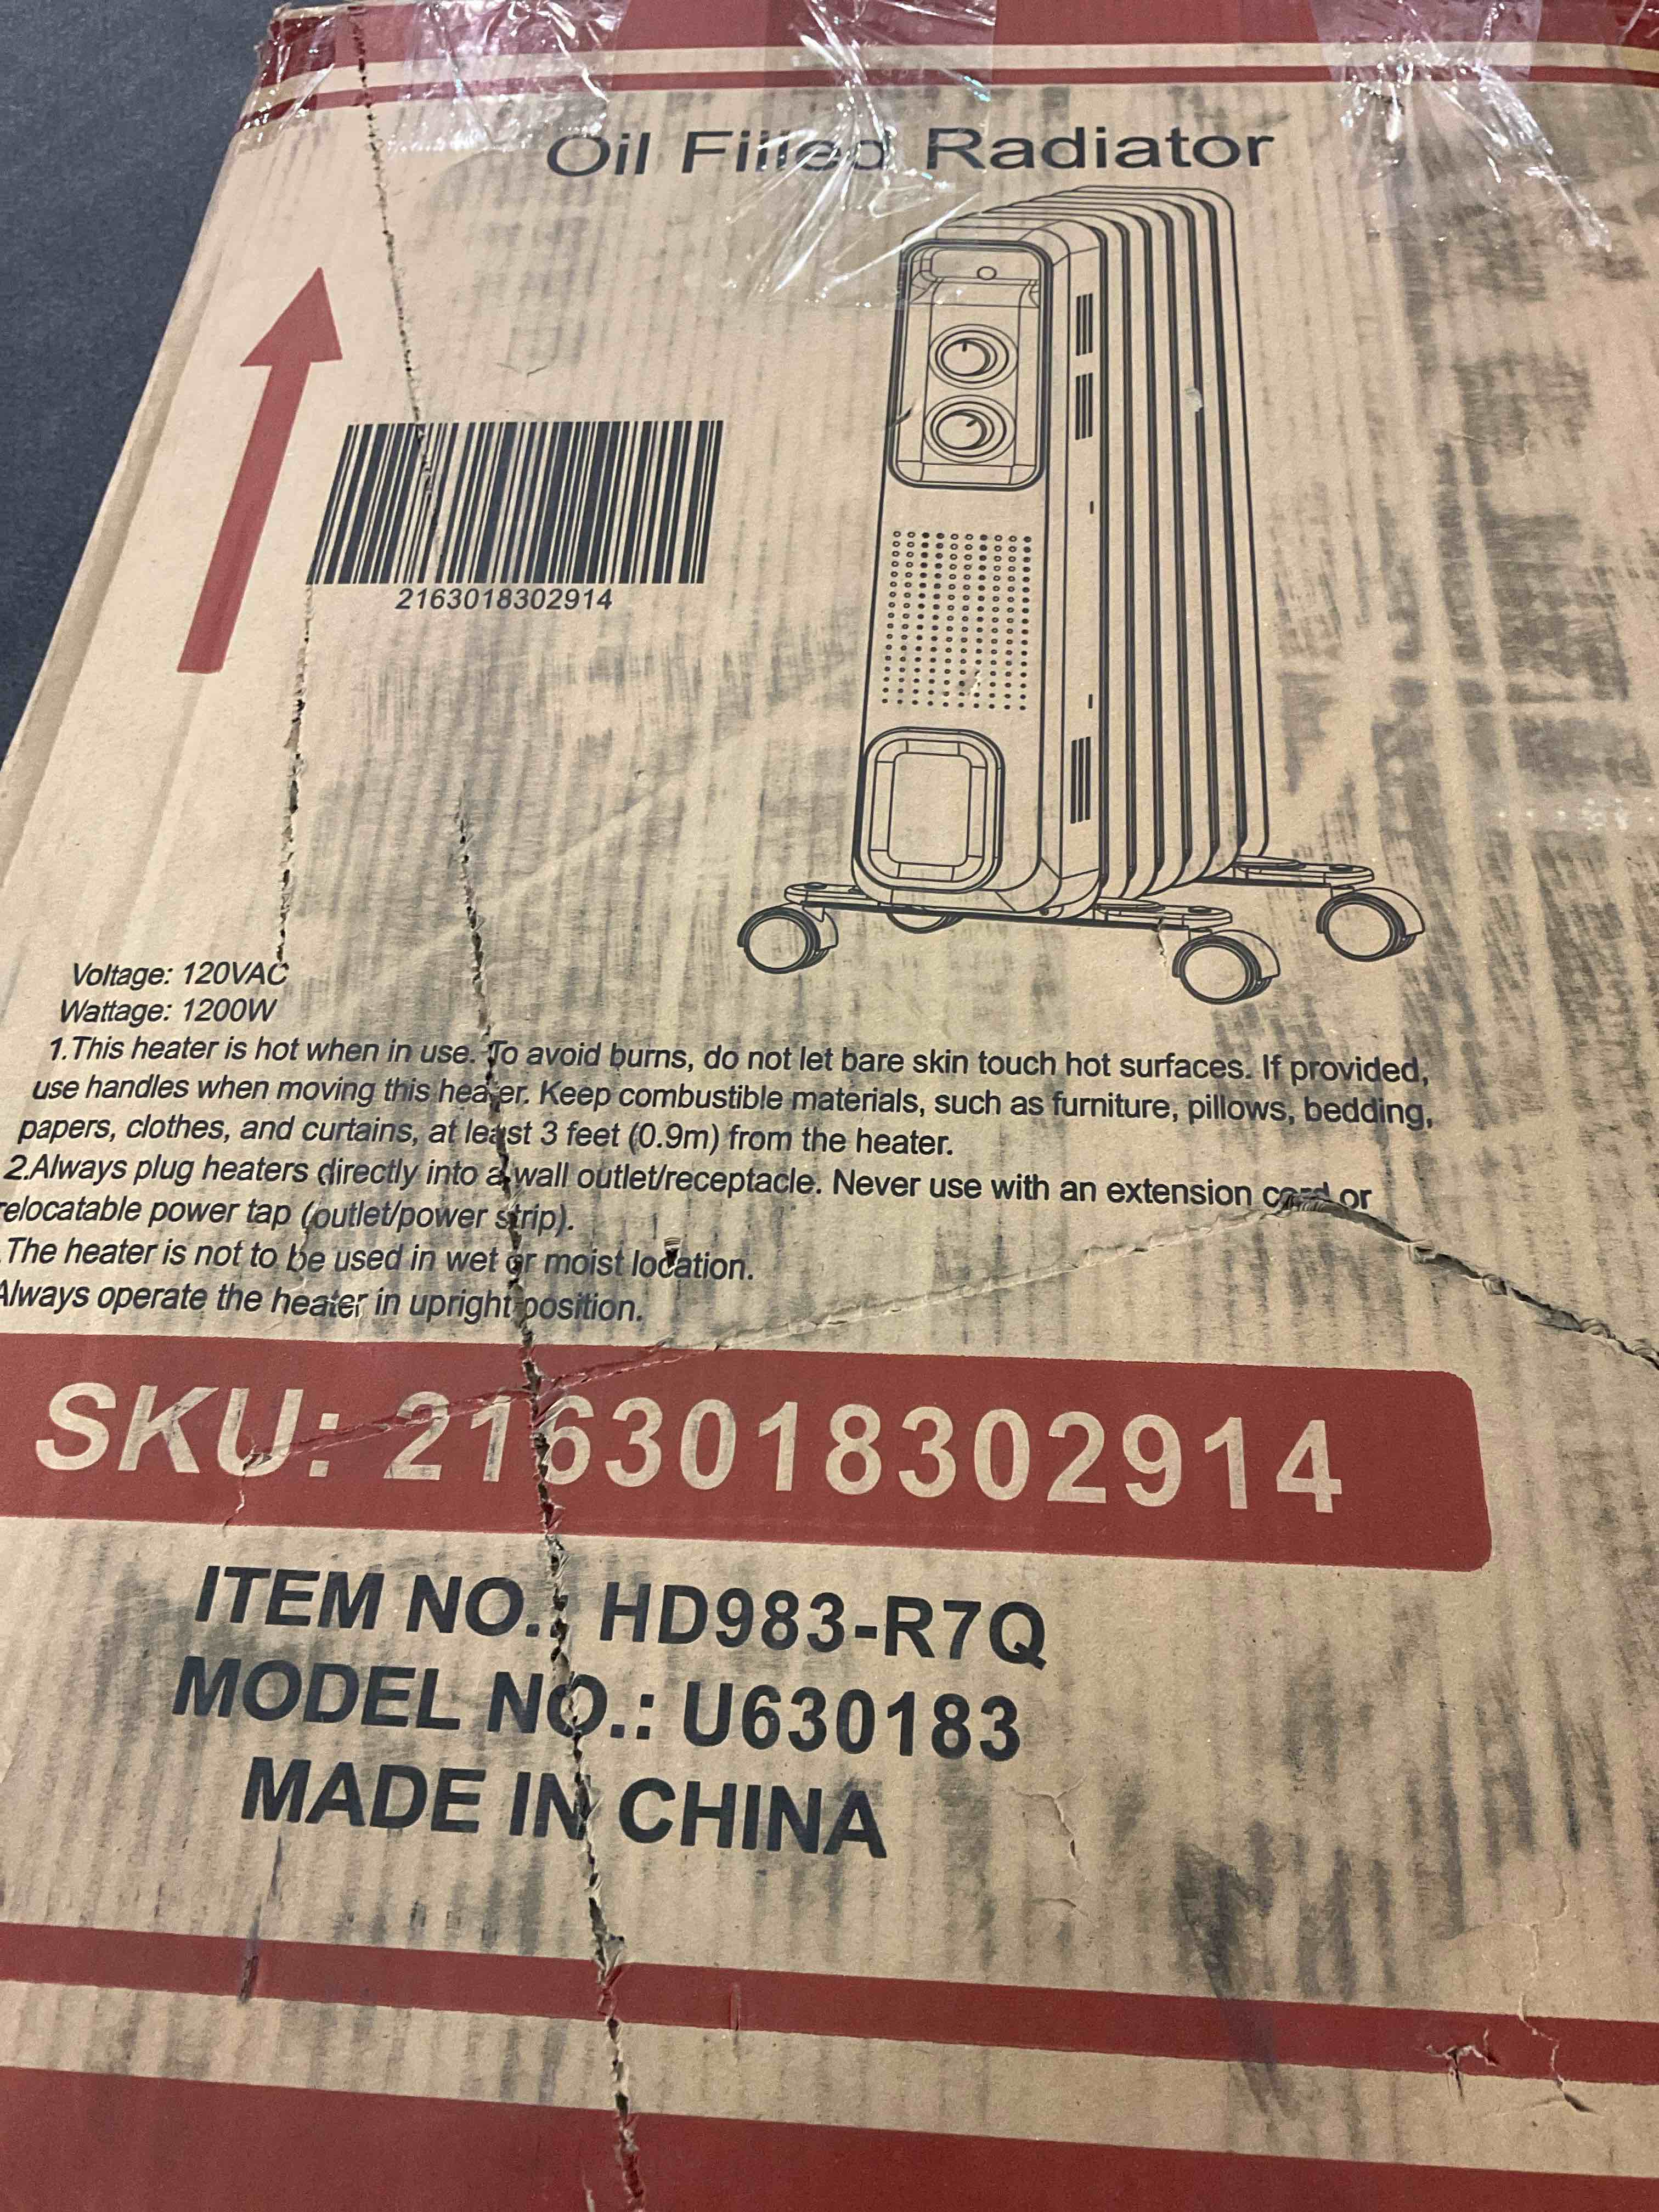 Oil Filled Radiator
2163018302914
Voltage: 120VAC
Wattage: 1200W
1.This heater is hot when in use. To avoid burns, do not let bare skin touch hot surfaces. If provided,
use handles when moving this heater. Keep combustible materials, such as furniture, pillows, bedding,
papers, clothes, and curtains, at least 3 feet (0.9m) from the heater.
2.Always plug heaters directly into a wall outlet/receptacle. Never use with an extension cord or
relocatable power tap (outlet/power strip).
.The heater is not to be used in wet or moist location.
Always operate the heater in upright position.
SKU: 2163018302914
ITEM NO.: HD983-R7Q
MODEL NO.: U630183
MADE IN CHINA